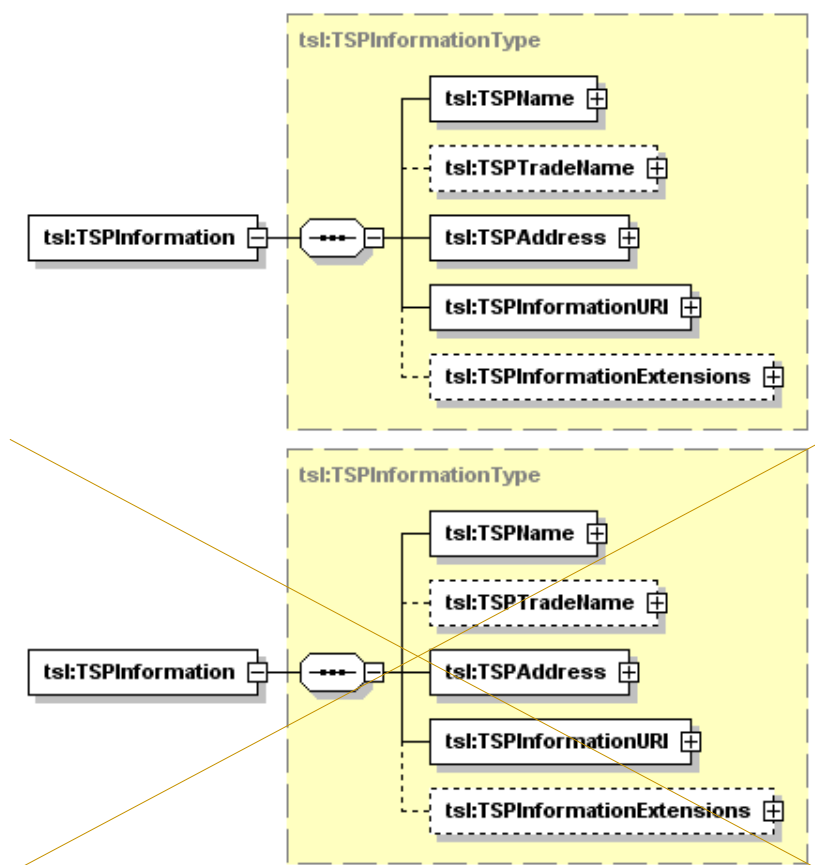 tsl:TSPInformationType
tsl:TSPName
tsl:TSPTradeName
tsl:TSPInformation
tsl:TSPAddress
tsl:TSPInformationURI
tsl:TSPInformationExtensions
tsl:TSPInformationType
tsl:TSPName
tsl:TSPTradeName
tsl:TSPInformation
tsl:TSPAddress
tsl:TSPInformationURI
tsl:TSPInformationExtensions